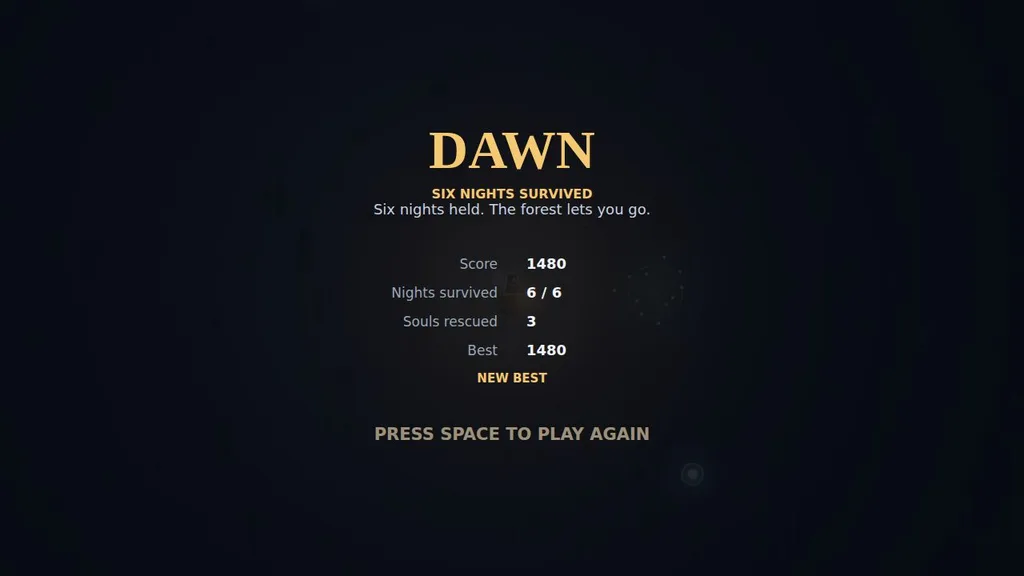 DAWN
SIX NIGHTS SURVIVED
Six nights held. The forest lets you go.
Score 1480
Nights survived 6 / 6
Souls rescued 3
Best 1480
NEW BEST
PRESS SPACE TO PLAY AGAIN